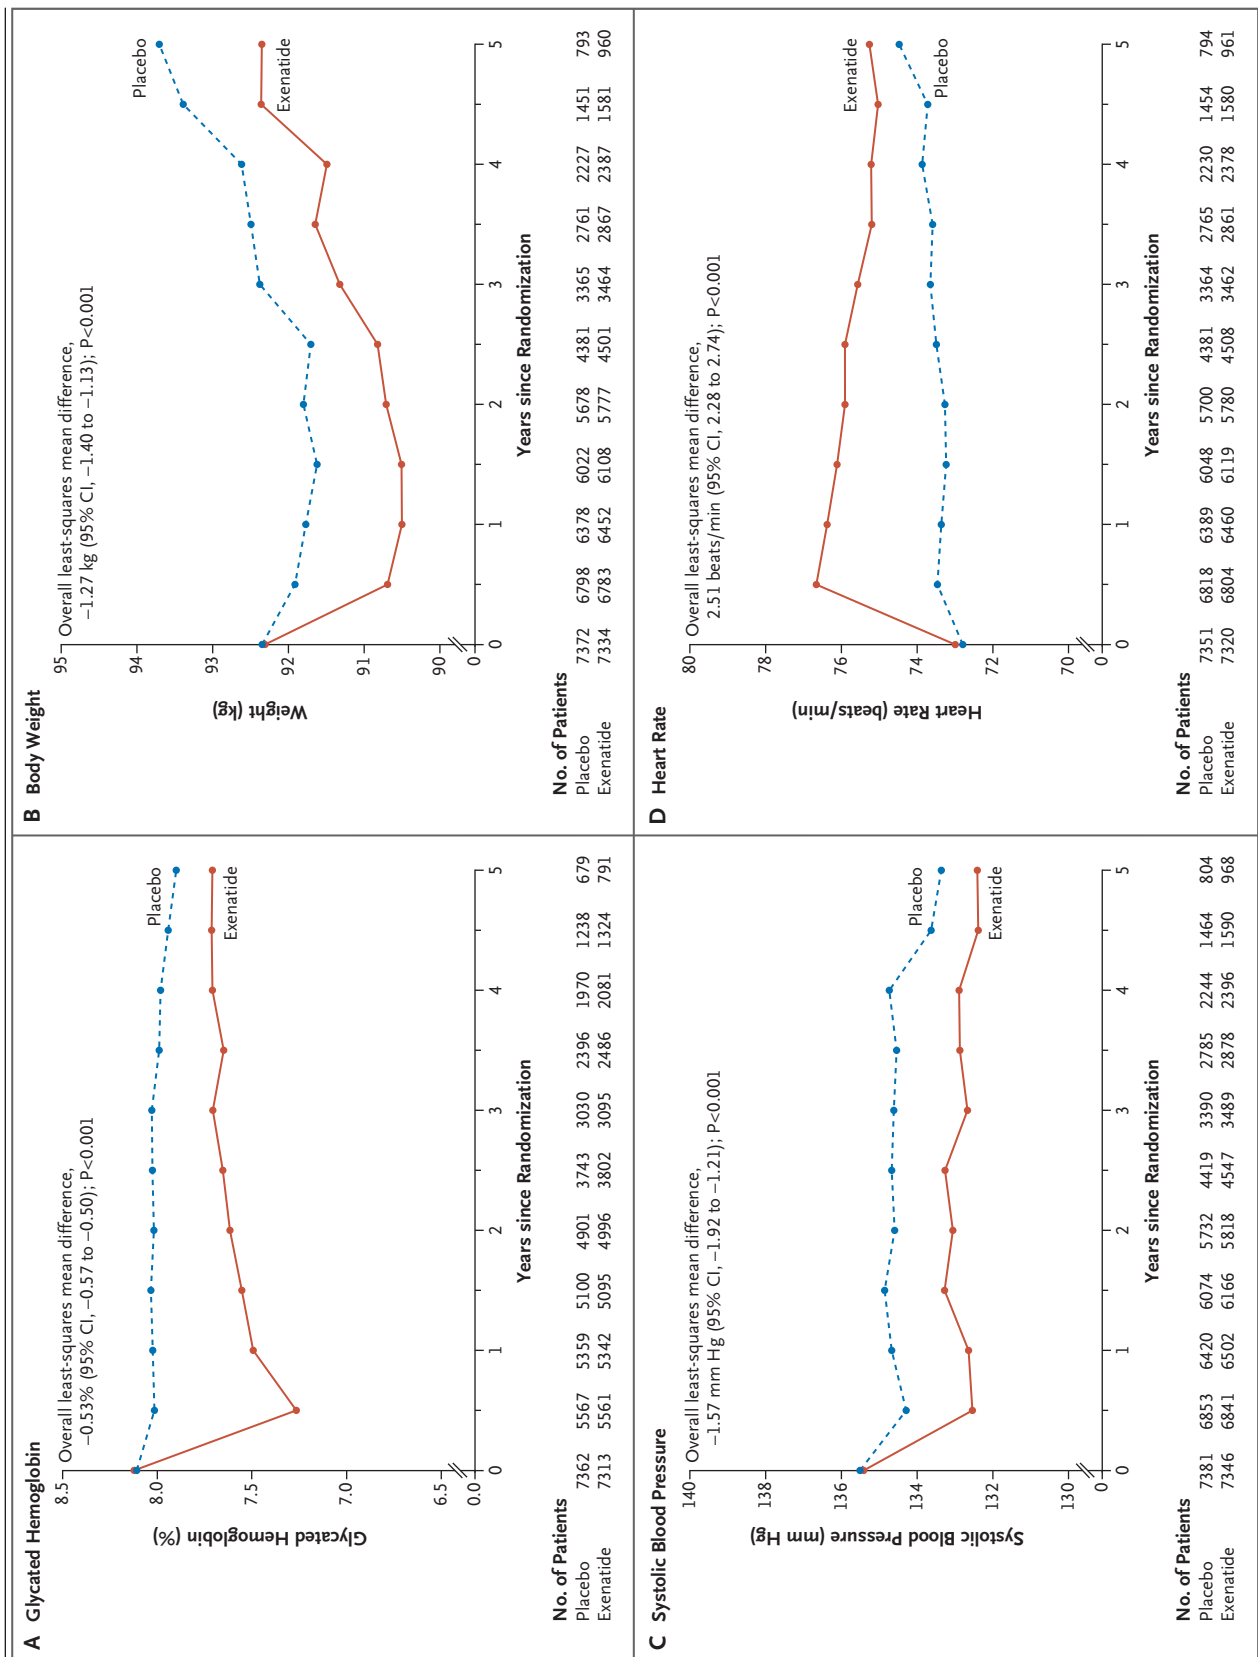 A Glycated Hemoglobin
Overall least-squares mean difference,
−0.53% (95% CI, −0.57 to −0.50); P<0.001
Glycated Hemoglobin (%)
8.5
8.0
7.5
7.0
6.5
0.0
Placebo
Exenatide
0 1 2 3 4 5
Years since Randomization
No. of Patients
Placebo 7362 5567 5359 5100 4901 3743 3030 2396 1970 1238 679
Exenatide 7313 5561 5342 5095 4996 3802 3095 2486 2081 1324 791
B Body Weight
Overall least-squares mean difference,
−1.27 kg (95% CI, −1.40 to −1.13); P<0.001
Weight (kg)
95
94
93
92
91
90
0
Placebo
Exenatide
0 1 2 3 4 5
Years since Randomization
No. of Patients
Placebo 7372 6798 6378 6022 5678 4381 3365 2761 2227 1451 793
Exenatide 7334 6783 6452 6108 5777 4501 3464 2867 2387 1581 960
C Systolic Blood Pressure
Overall least-squares mean difference,
−1.57 mm Hg (95% CI, −1.92 to −1.21); P<0.001
Systolic Blood Pressure (mm Hg)
140
138
136
134
132
130
0
Placebo
Exenatide
0 1 2 3 4 5
Years since Randomization
No. of Patients
Placebo 7381 6853 6420 6074 5732 4419 3390 2785 2244 1464 804
Exenatide 7346 6841 6502 6166 5818 4547 3489 2878 2396 1590 968
D Heart Rate
Overall least-squares mean difference,
2.51 beats/min (95% CI, 2.28 to 2.74); P<0.001
Heart Rate (beats/min)
80
78
76
74
72
70
0
Exenatide
Placebo
0 1 2 3 4 5
Years since Randomization
No. of Patients
Placebo 7351 6818 6389 6048 5700 4381 3364 2765 2230 1454 794
Exenatide 7320 6804 6460 6119 5780 4508 3462 2861 2378 1580 961